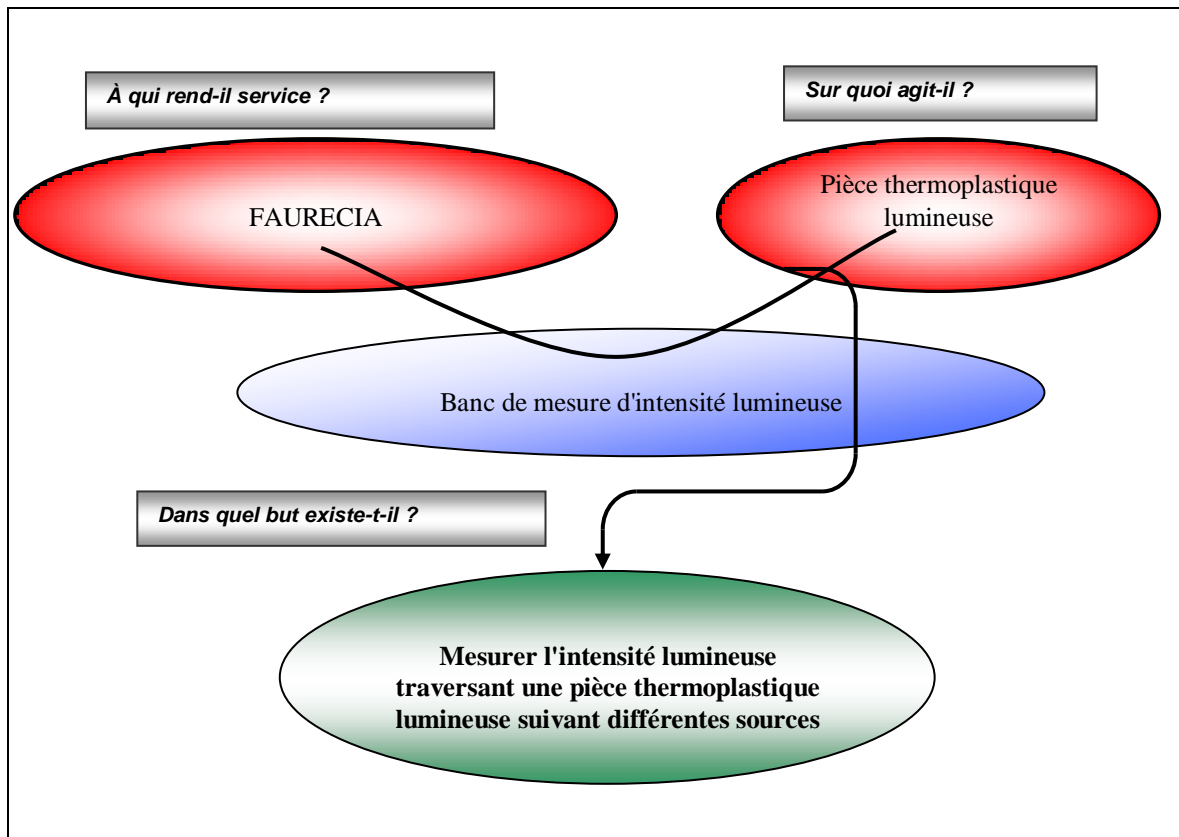 À qui rend-il service ?
Sur quoi agit-il ?
FAURECIA
Pièce thermoplastique
lumineuse
Banc de mesure d'intensité lumineuse
Dans quel but existe-t-il ?
Mesurer l'intensité lumineuse
traversant une pièce thermoplastique
lumineuse suivant différentes sources